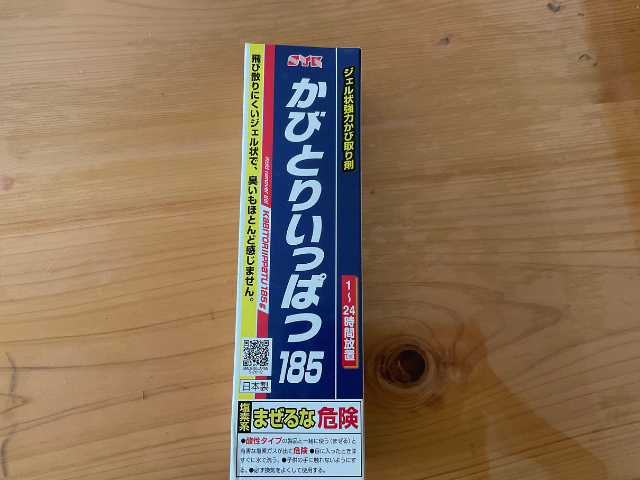 SYK
ジェル状強力かび取り剤
かびとりいっぱつ
185
1～24時間放置
mold remover gel KABITORIIPPATU185g
飛び散りにくいジェル状で、臭いもほとんど感じません。
日本製
塩素系
まぜるな危険
●酸性タイプの製品と一緒に使う(まぜる)と
有害な塩素ガスが出て危険●目に入ったときま
すぐに水で洗う。●子供の手に触れないようにす
る。●必ず換気をよくして使用する。